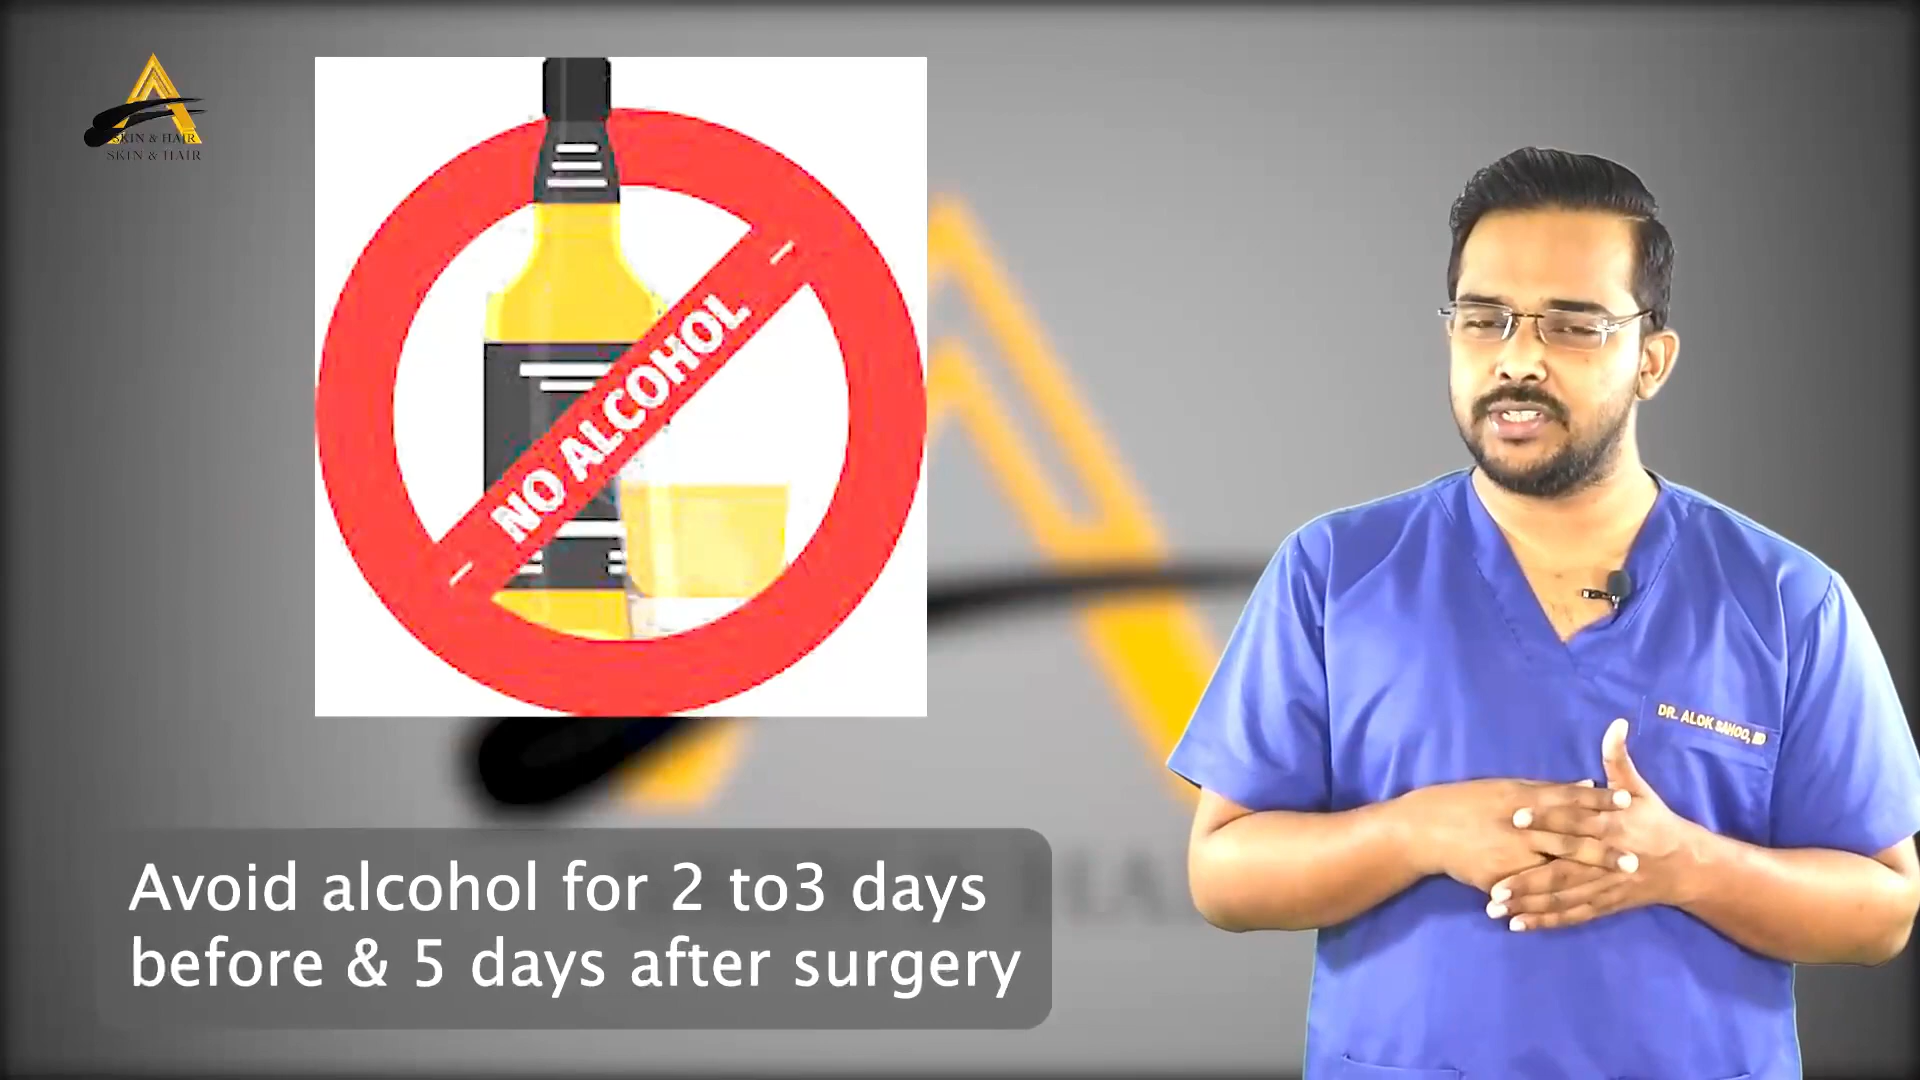 SKIN & HAIR
SKIN & HAIR
NO ALCOHOL
DR. ALOK SAHOO, MD
Avoid alcohol for 2 to3 days
before & 5 days after surgery